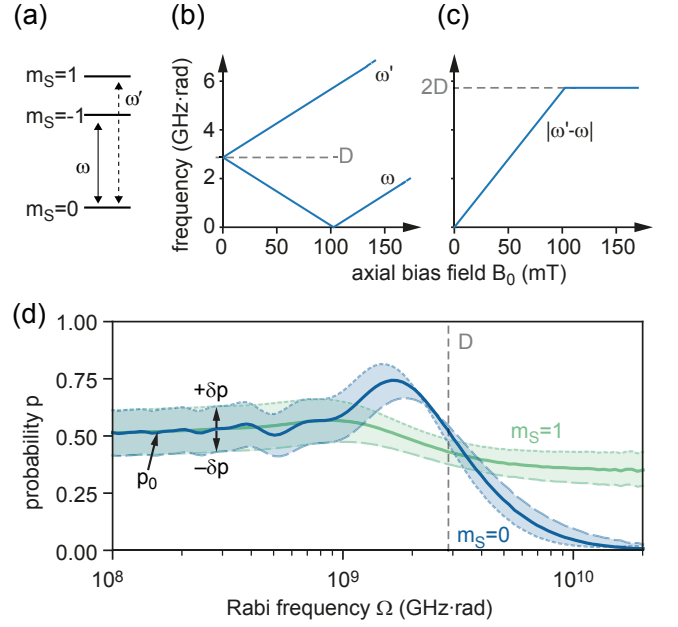 (a)
m_S=1
ω'
m_S=-1
ω
m_S=0
(b)
frequency (GHz·rad)
6
4
2
0
ω'
D
ω
0 50 100 150
(c)
2D
|ω'-ω|
0 50 100 150
axial bias field B_0 (mT)
(d)
probability p
1.00
0.75
0.50
0.25
0.00
+δp
p_0
−δp
D
m_S=1
m_S=0
10^8 10^9 10^10
Rabi frequency Ω (GHz·rad)